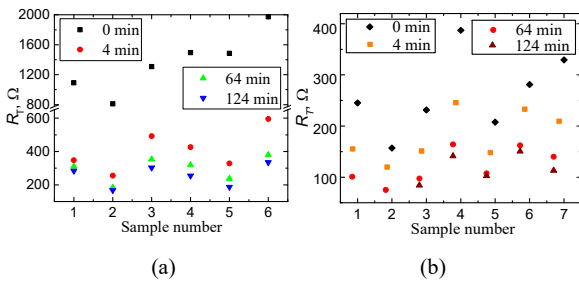 (a)
2000
1600
1200
800
600
400
200
R_T, Ω
0 min
4 min
64 min
124 min
1 2 3 4 5 6
Sample number
(a)
(b)
400
300
200
100
R_T, Ω
0 min
4 min
64 min
124 min
1 2 3 4 5 6 7
Sample number
(b)